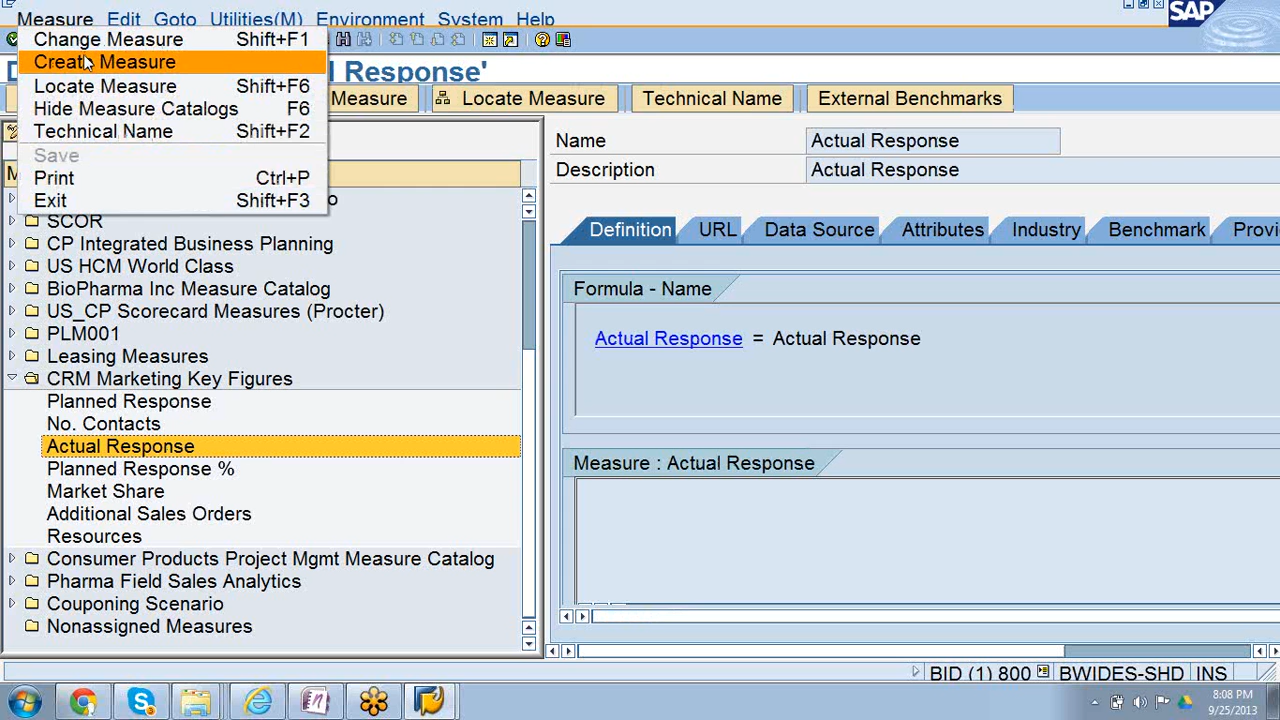 Measure Edit Goto Utilities(M) Environment System Help
SAP
Change Measure Shift+F1
Create Measure
Locate Measure Shift+F6
Hide Measure Catalogs F6
Technical Name Shift+F2
Save
Print Ctrl+P
Exit Shift+F3
Response'
Measure Locate Measure Technical Name External Benchmarks
Name Actual Response
Description Actual Response
Definition URL Data Source Attributes Industry Benchmark Provi
SCOR
CP Integrated Business Planning
US HCM World Class
BioPharma Inc Measure Catalog
US_CP Scorecard Measures (Procter)
PLM001
Leasing Measures
CRM Marketing Key Figures
Planned Response
No. Contacts
Actual Response
Planned Response %
Market Share
Additional Sales Orders
Resources
Consumer Products Project Mgmt Measure Catalog
Pharma Field Sales Analytics
Couponing Scenario
Nonassigned Measures
Formula - Name
Actual Response = Actual Response
Measure : Actual Response
BID (1) 800 BWIDES-SHD INS
8:08 PM
9/25/2013